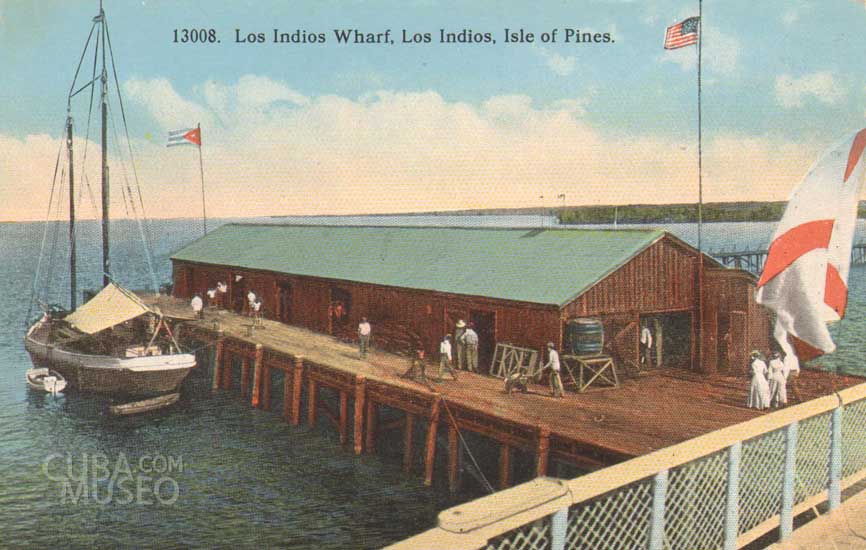 13008. Los Indios Wharf, Los Indios, Isle of Pines.
CUBA.COM
MUSEO